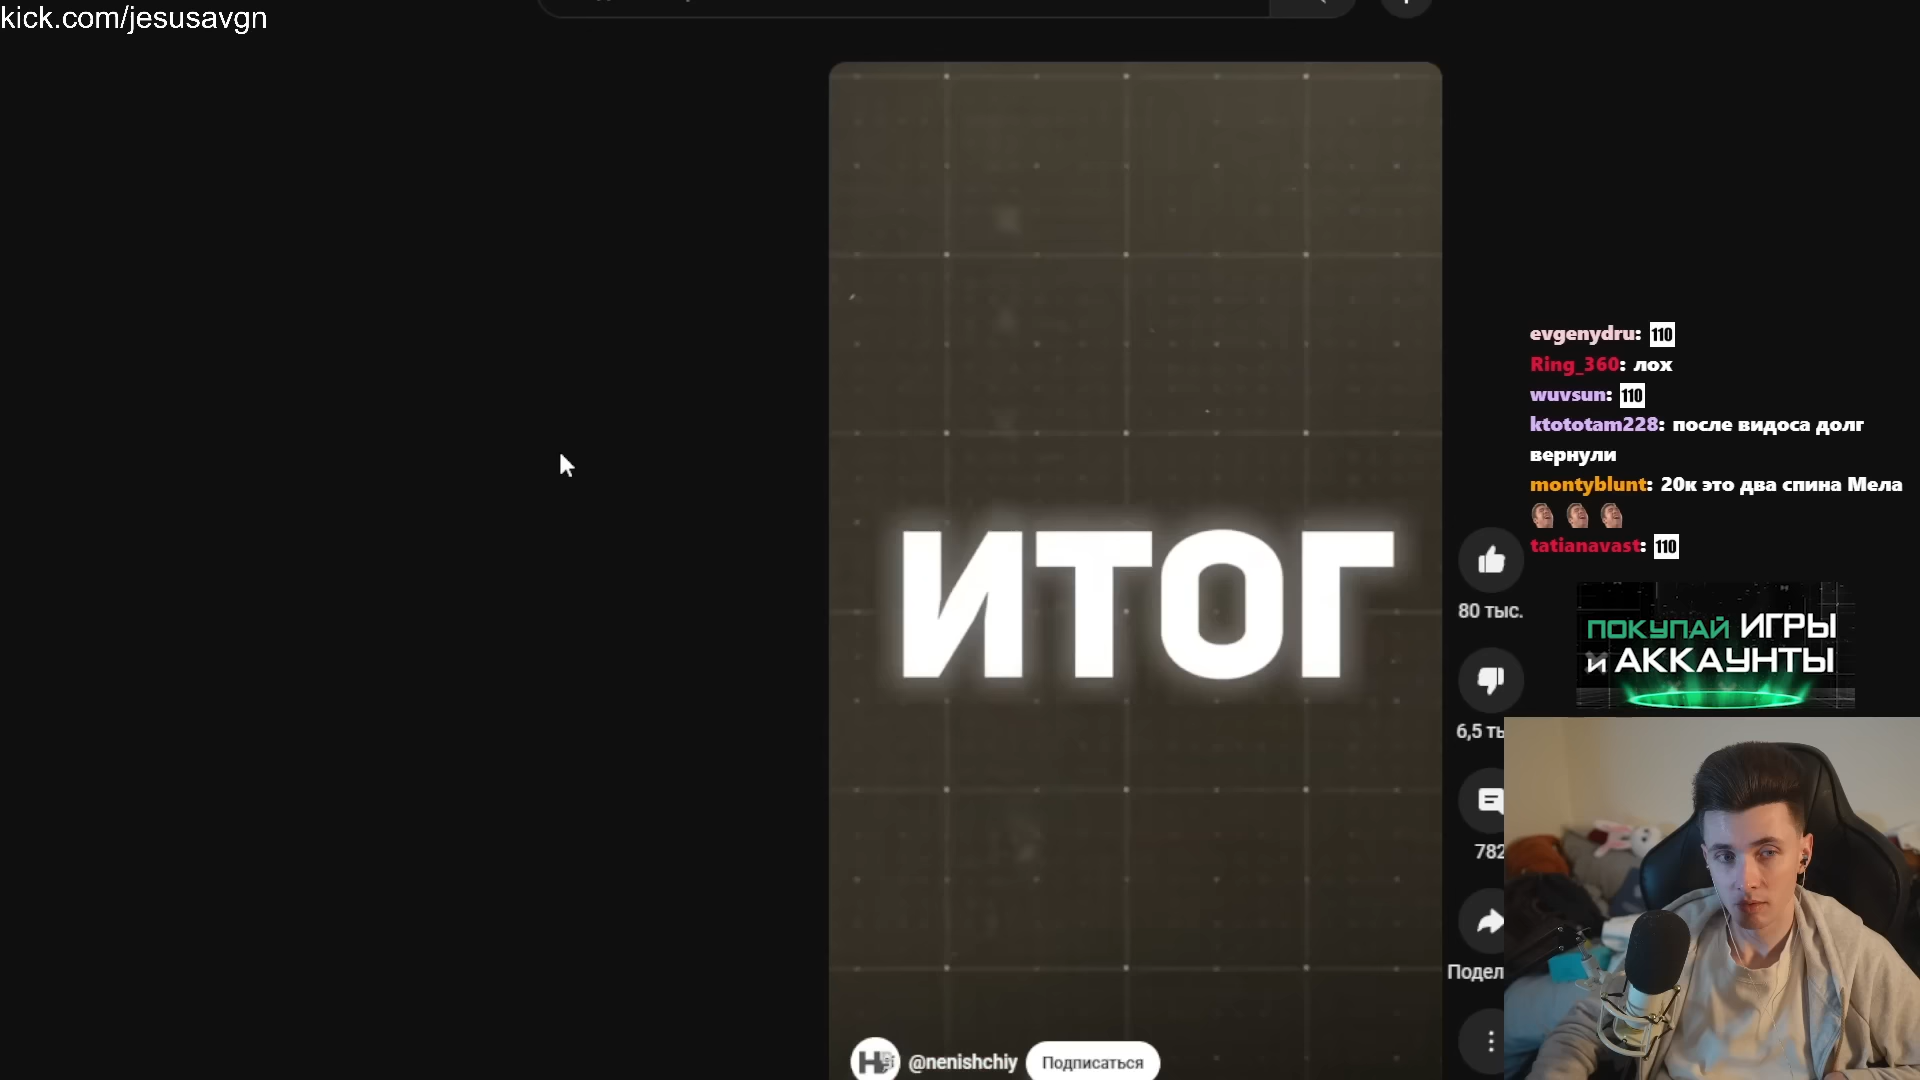 kick.com/jesusavgn
ИТОГ
evgenydru: 110
Ring_360: лох
wuvsun: 110
ktototam228: после видоса долг
вернули
montyblunt: 20к это два спина Мела
tatianavast: 110
80 тыс.
ПОКУПАЙ ИГРЫ
и АККАУНТЫ
6,5 ты
782
Подел
@nenishchiy
Подписаться